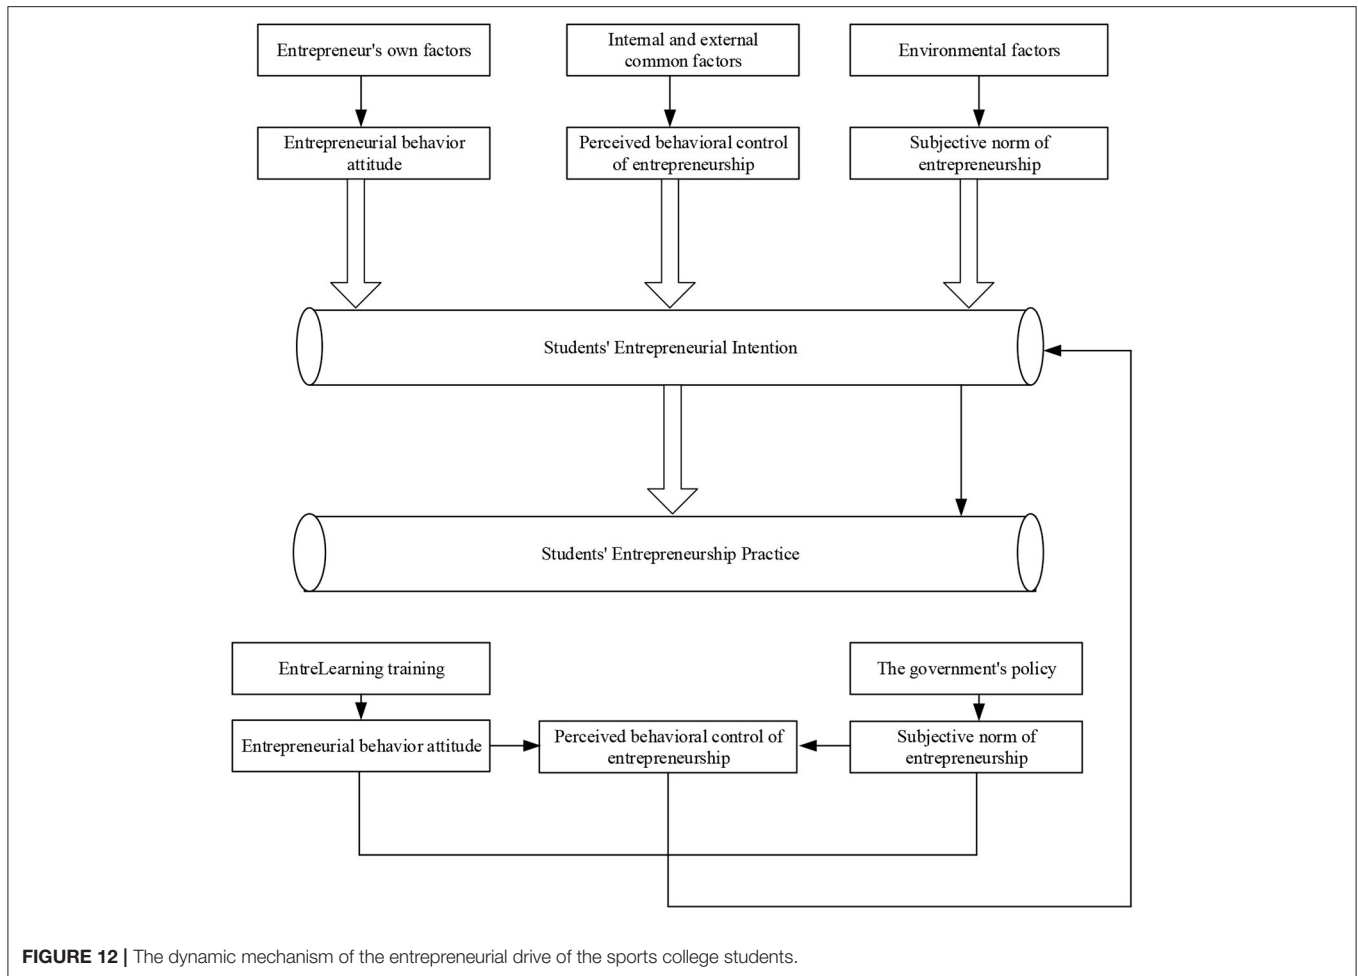 Entrepreneur's own factors
Internal and external
common factors
Environmental factors
Entrepreneurial behavior
attitude
Perceived behavioral control
of entrepreneurship
Subjective norm of
entrepreneurship
Students' Entrepreneurial Intention
Students' Entrepreneurship Practice
EntreLearning training
The government's policy
Entrepreneurial behavior attitude
Perceived behavioral control of
entrepreneurship
Subjective norm of
entrepreneurship
FIGURE 12 | The dynamic mechanism of the entrepreneurial drive of the sports college students.